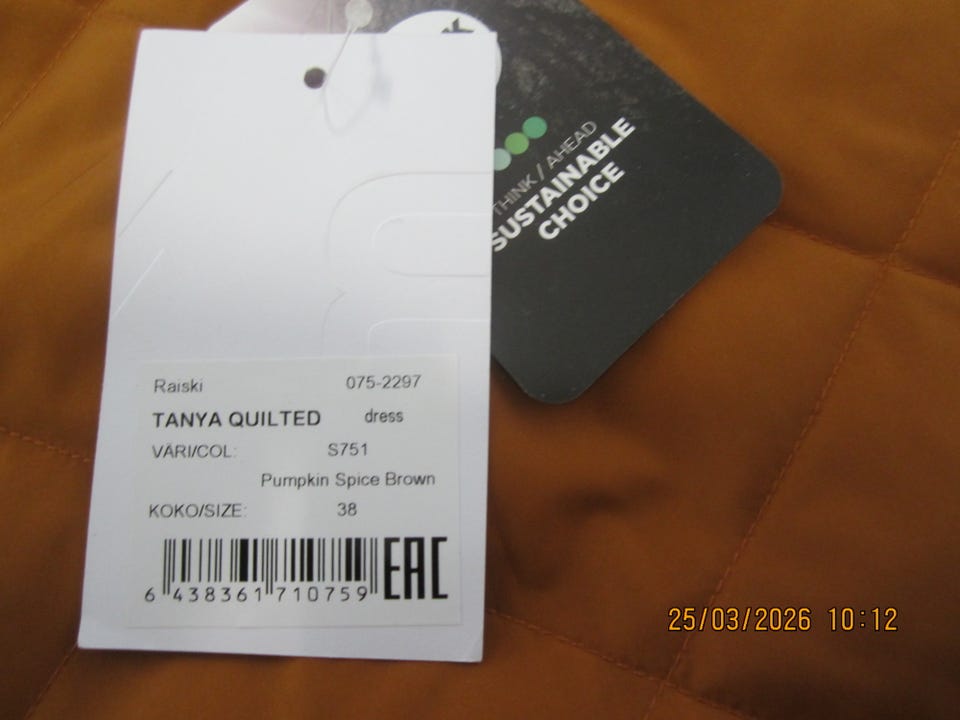 THINK / AHEAD
SUSTAINABLE
CHOICE
Raiski 075-2297
TANYA QUILTED dress
VÄRI/COL: S751
Pumpkin Spice Brown
KOKO/SIZE: 38
EAC
6 438361 710759
25/03/2026 10:12